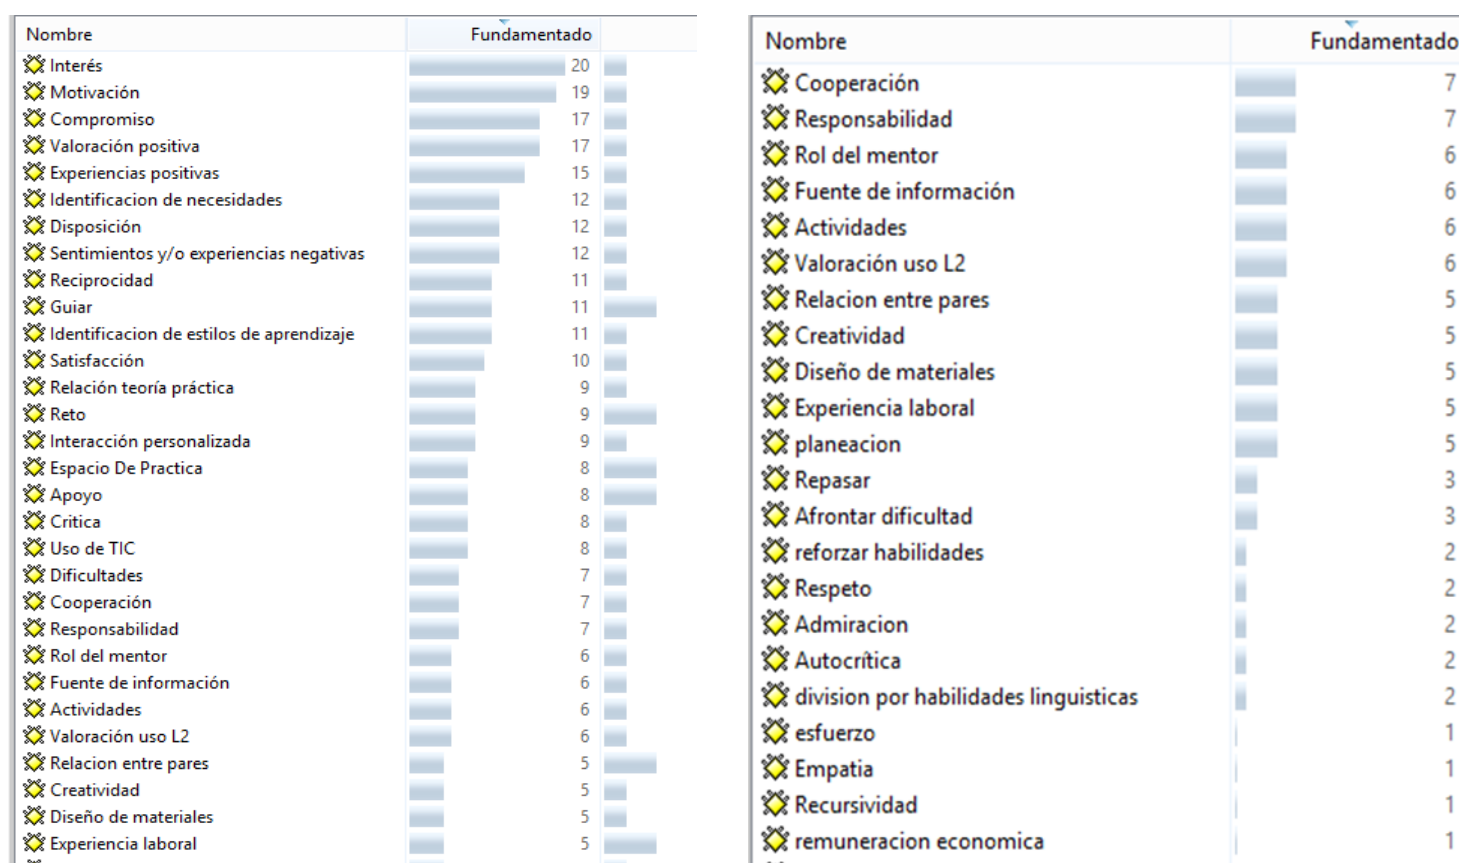 Nombre Fundamentado
Interés 20
Motivación 19
Compromiso 17
Valoración positiva 17
Experiencias positivas 15
Identificacion de necesidades 12
Disposición 12
Sentimientos y/o experiencias negativas 12
Reciprocidad 11
Guiar 11
Identificacion de estilos de aprendizaje 11
Satisfacción 10
Relación teoría práctica 9
Reto 9
Interacción personalizada 9
Espacio De Practica 8
Apoyo 8
Critica 8
Uso de TIC 8
Dificultades 7
Cooperación 7
Responsabilidad 7
Rol del mentor 6
Fuente de información 6
Actividades 6
Valoración uso L2 6
Relacion entre pares 5
Creatividad 5
Diseño de materiales 5
Experiencia laboral 5
Nombre Fundamentado
Cooperación 7
Responsabilidad 7
Rol del mentor 6
Fuente de información 6
Actividades 6
Valoración uso L2 6
Relacion entre pares 5
Creatividad 5
Diseño de materiales 5
Experiencia laboral 5
planeacion 5
Repasar 3
Afrontar dificultad 3
reforzar habilidades 2
Respeto 2
Admiracion 2
Autocrítica 2
division por habilidades linguisticas 2
esfuerzo 1
Empatia 1
Recursividad 1
remuneracion economica 1